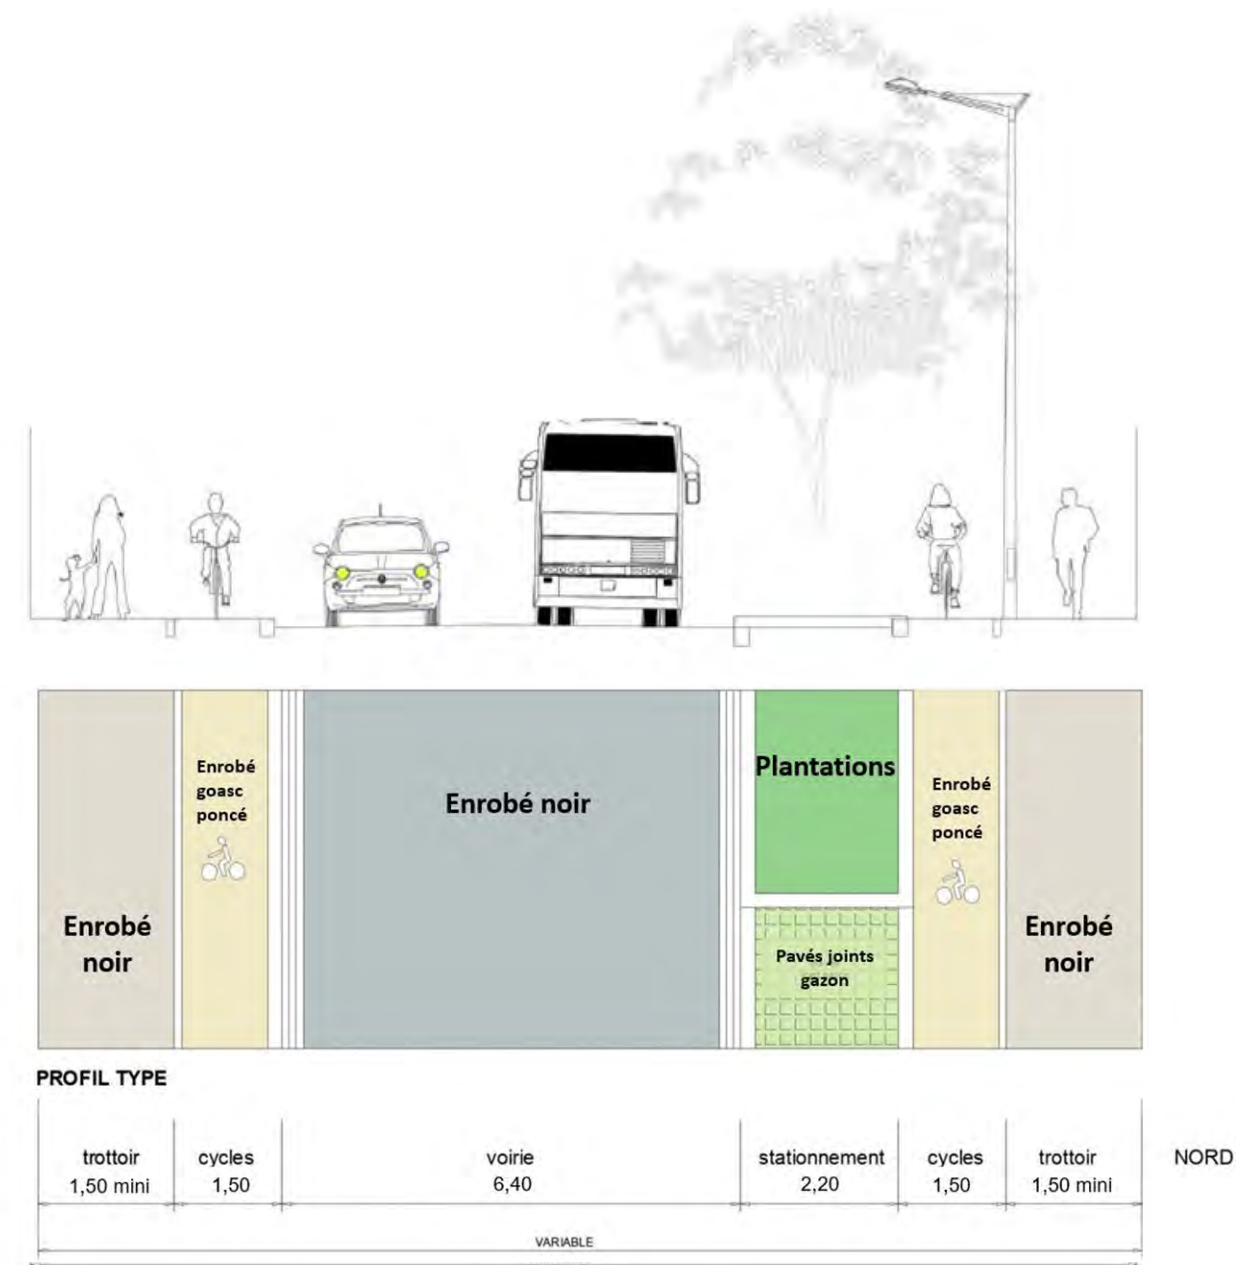 Enrobé
goasc
poncé
Plantations
Enrobé noir
Enrobé
goasc
poncé
Enrobé
noir
Pavés joints
gazon
Enrobé
noir
PROFIL TYPE
trottoir cycles voirie stationnement cycles trottoir NORD
1,50 mini 1,50 6,40 2,20 1,50 1,50 mini
VARIABLE